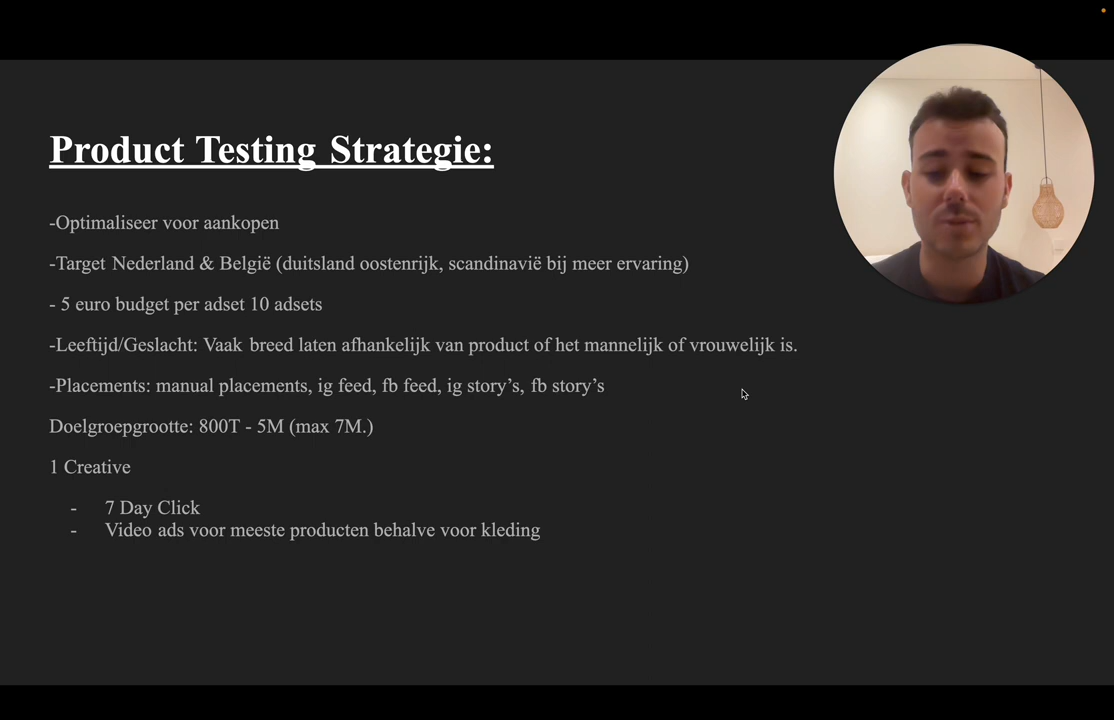 Product Testing Strategie:
-Optimaliseer voor aankopen
-Target Nederland & België (duitsland oostenrijk, scandinavië bij meer ervaring)
- 5 euro budget per adset 10 adsets
-Leeftijd/Geslacht: Vaak breed laten afhankelijk van product of het mannelijk of vrouwelijk is.
-Placements: manual placements, ig feed, fb feed, ig story’s, fb story’s
Doelgroepgrootte: 800T - 5M (max 7M.)
1 Creative
- 7 Day Click
- Video ads voor meeste producten behalve voor kleding